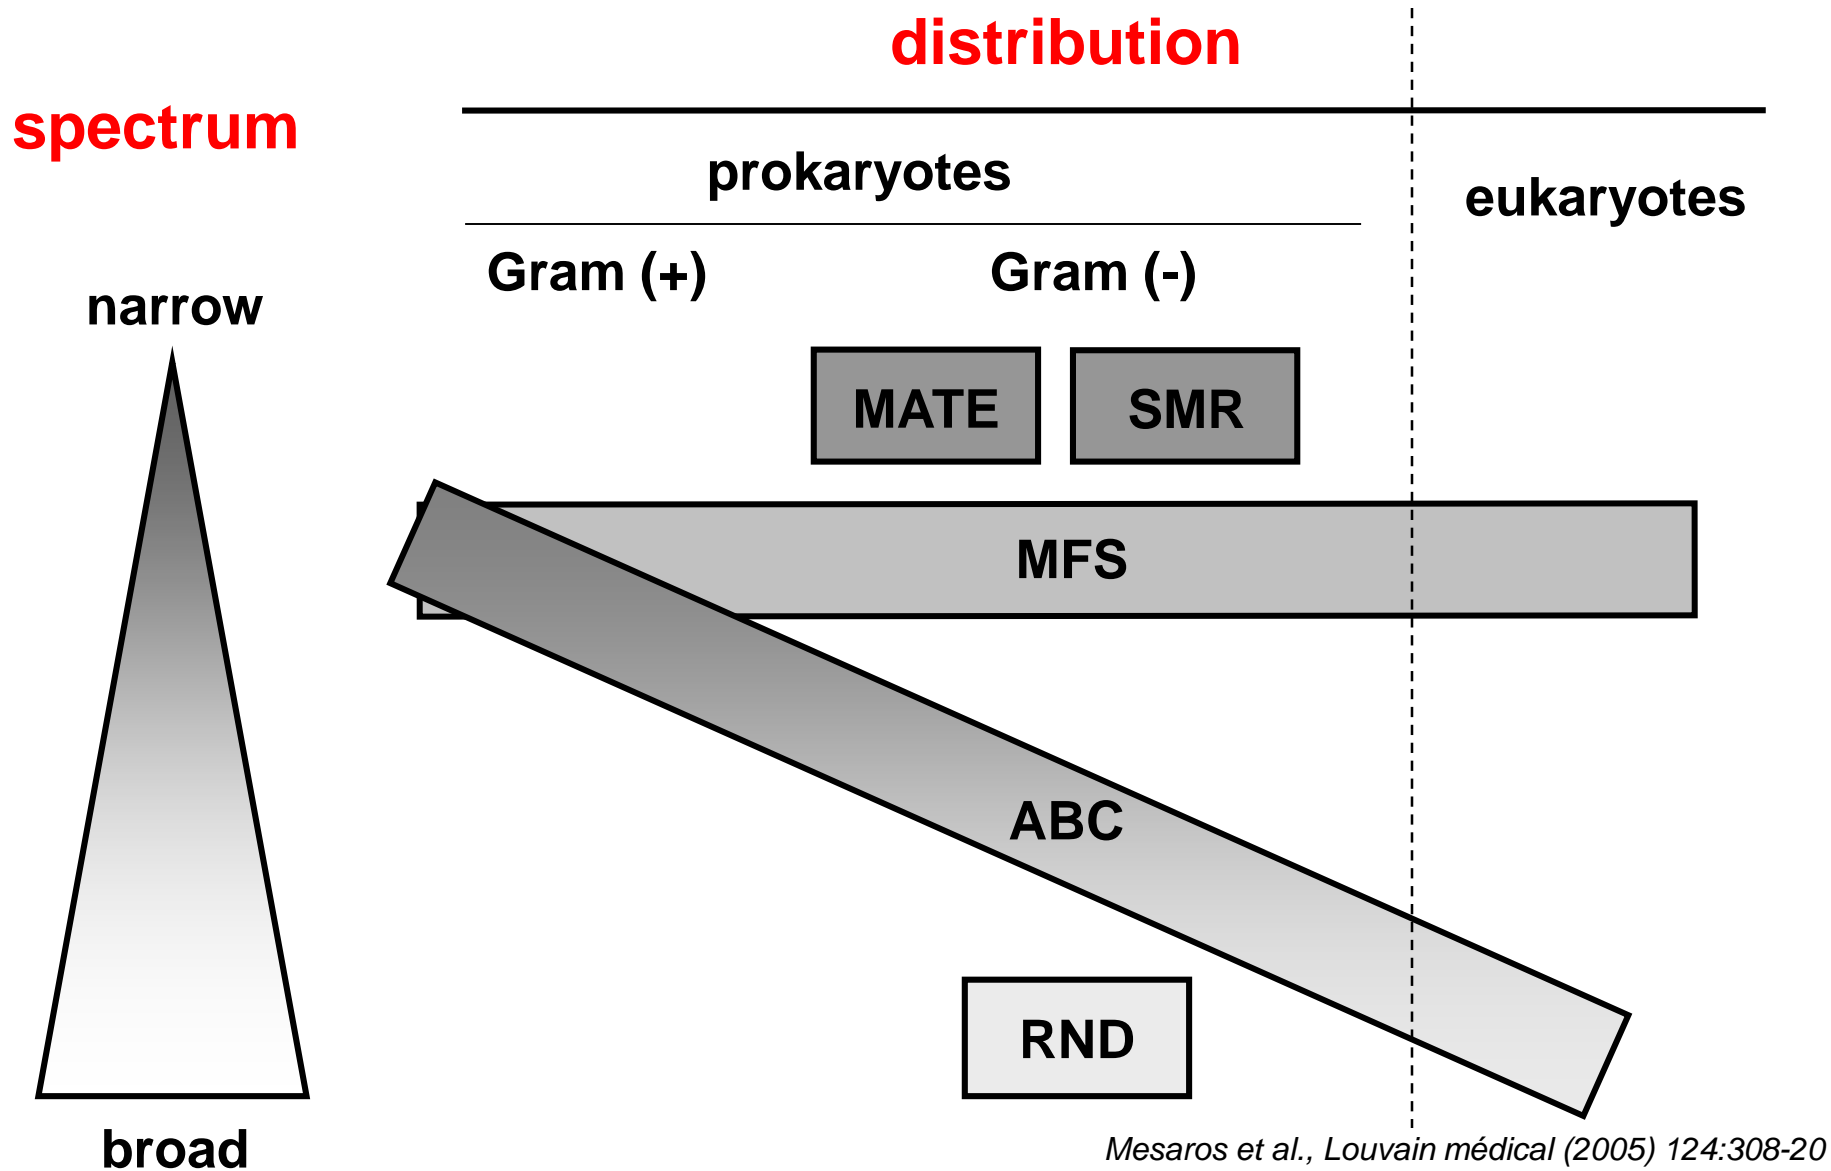 distribution
spectrum
prokaryotes
eukaryotes
Gram (+)
Gram (-)
narrow
MATE
SMR
MFS
ABC
RND
broad
Mesaros et al., Louvain médical (2005) 124:308-20